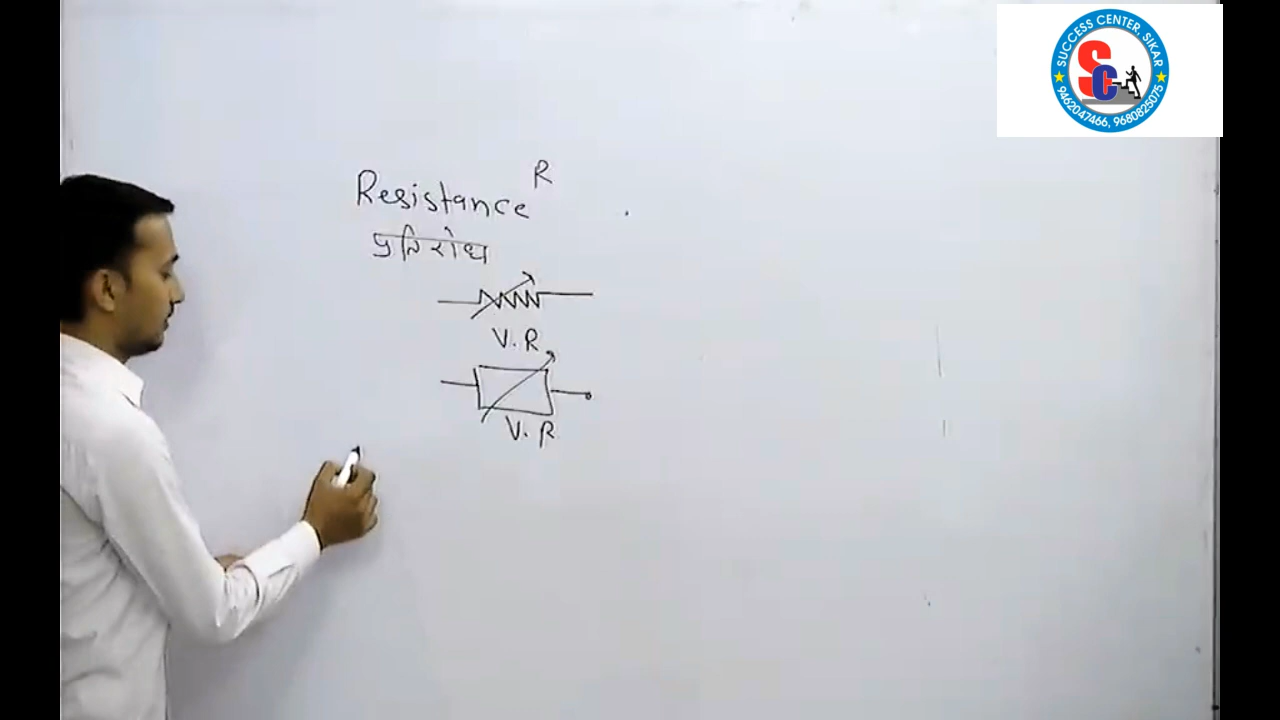 SUCCESS CENTER, SIKAR
SC
9462047466, 9680825075
R
Resistance
प्रतिरोध
V.R
V.R